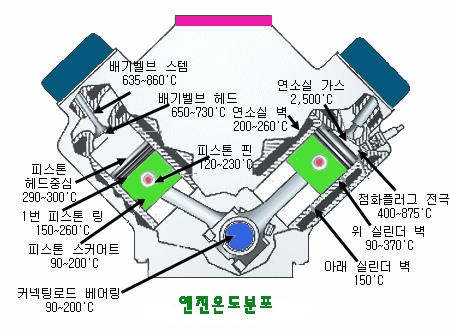 배기밸브 스템
635~860℃
배기밸브 헤드
650~730℃
연소실 가스
2,500℃
연소실 벽
200~260℃
피스톤 핀
120~230℃
피스톤
헤드중심
290~300℃
1번 피스톤 링
150~260℃
피스톤 스커어트
90~200℃
커넥팅로드 베어링
90~200℃
점화플러그 전극
400~875℃
위 실린더 벽
90~370℃
아래 실린더 벽
150℃
엔진온도분포